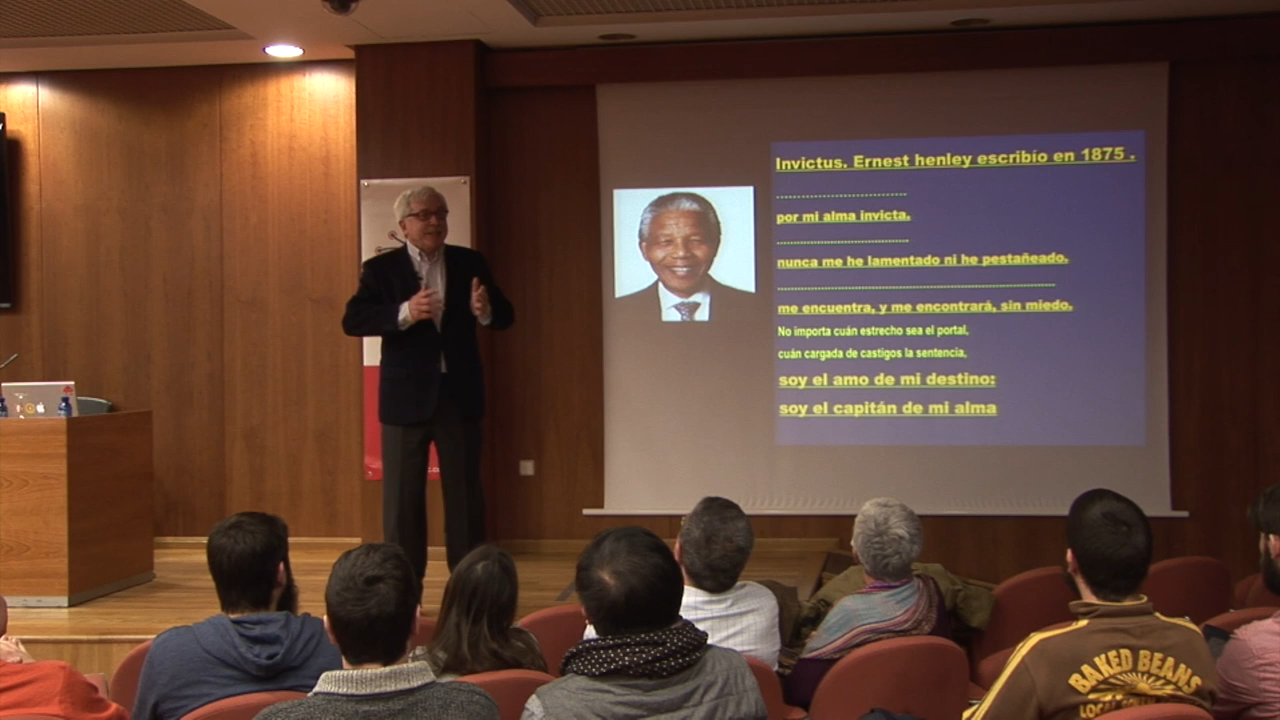 Invictus. Ernest henley escribío en 1875 .
..............................
por mi alma invicta.
..............................
nunca me he lamentado ni he pestañeado.
............................................................
me encuentra, y me encontrará, sin miedo.
No importa cuán estrecho sea el portal,
cuán cargada de castigos la sentencia,
soy el amo de mi destino:
soy el capitán de mi alma
BAKED BEANS